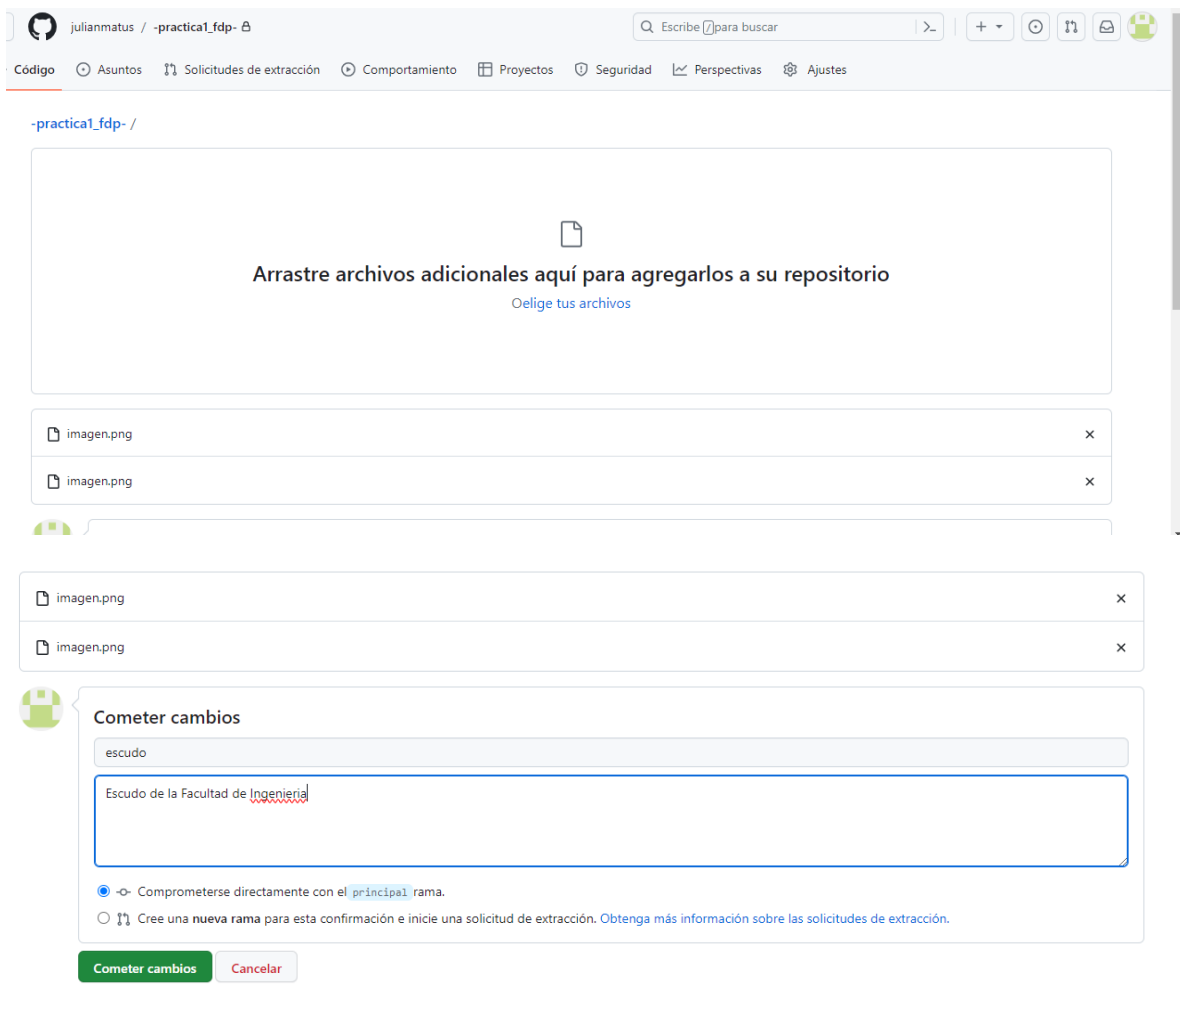 julianmatus / -practica1_fdp-
Escribe / para buscar
Código Asuntos Solicitudes de extracción Comportamiento Proyectos Seguridad Perspectivas Ajustes
-practica1_fdp- /
Arrastre archivos adicionales aquí para agregarlos a su repositorio
Oelige tus archivos
imagen.png
imagen.png
imagen.png
imagen.png
Cometer cambios
escudo
Escudo de la Facultad de Ingenieria
Comprometerse directamente con el principal rama.
Cree una nueva rama para esta confirmación e inicie una solicitud de extracción. Obtenga más información sobre las solicitudes de extracción.
Cometer cambios Cancelar